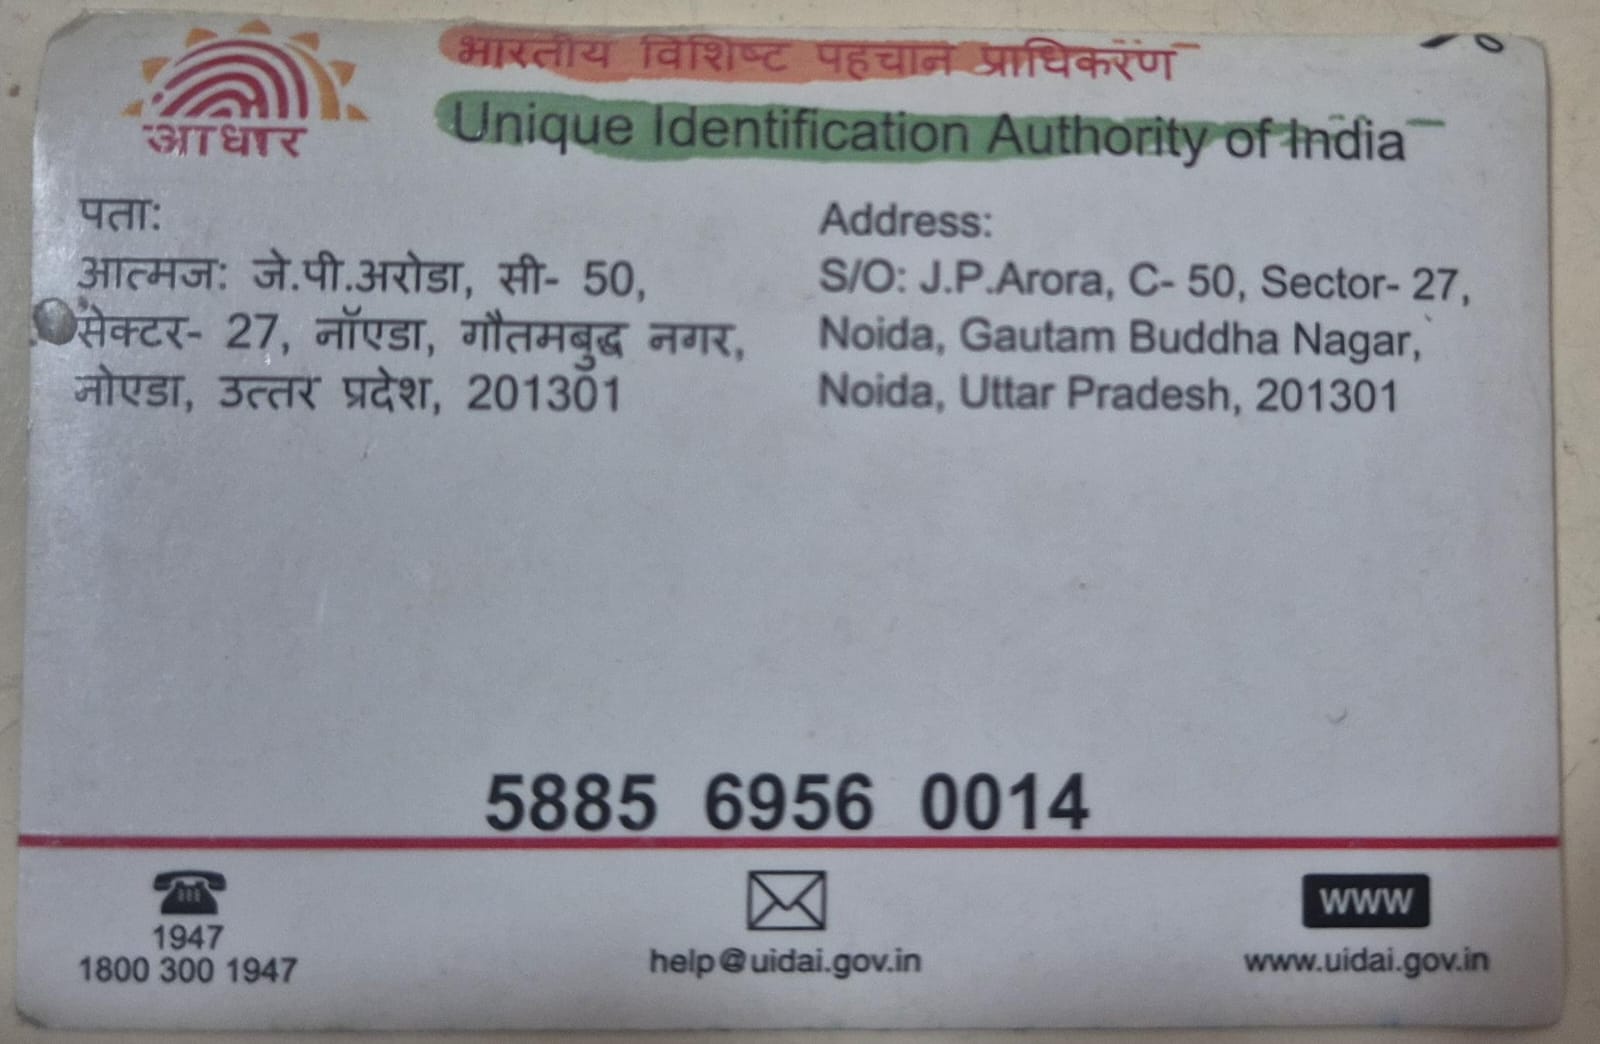 आधार
भारतीय विशिष्ट पहचान प्राधिकरण
Unique Identification Authority of India
पता:
आत्मज: जे.पी.अरोडा, सी- 50,
सेक्टर- 27, नॉएडा, गौतमबुद्ध नगर,
नोएडा, उत्तर प्रदेश, 201301
Address:
S/O: J.P.Arora, C- 50, Sector- 27,
Noida, Gautam Buddha Nagar,
Noida, Uttar Pradesh, 201301
5885 6956 0014
1947
1800 300 1947
help@uidai.gov.in
WWW
www.uidai.gov.in